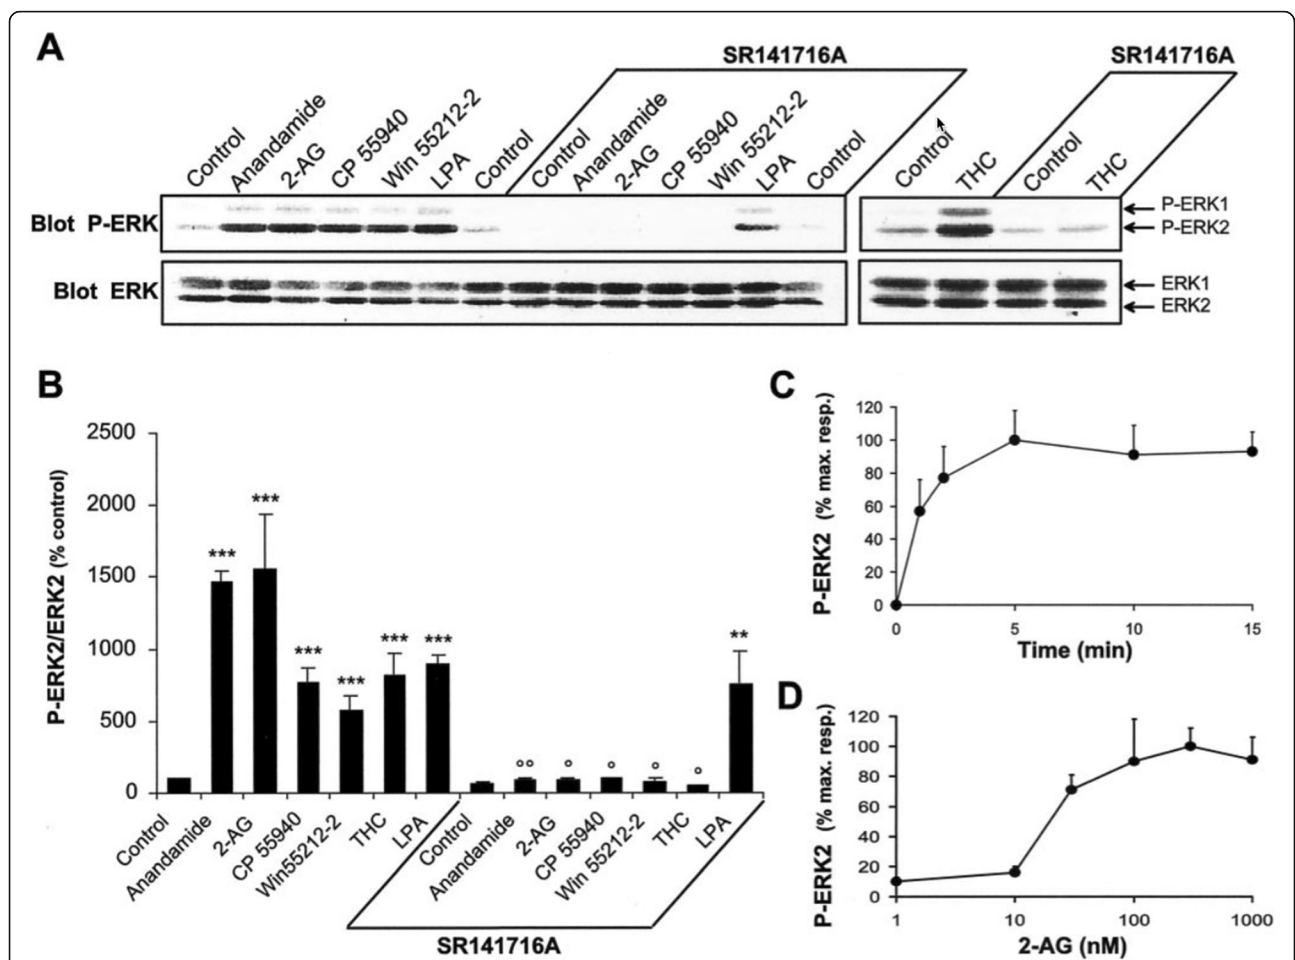 A
SR141716A
SR141716A
Control
Anandamide
2-AG
CP 55940
Win 55212-2
LPA
Control
Control
Anandamide
2-AG
CP 55940
Win 55212-2
LPA
Control
Control
THC
Control
THC
Blot P-ERK
P-ERK1
P-ERK2
Blot ERK
ERK1
ERK2
B
P-ERK2/ERK2 (% control)
2500
2000
1500
1000
500
0
***
***
***
***
***
***
°°
°
°
°
°
**
Control
Anandamide
2-AG
CP 55940
Win55212-2
THC
LPA
Control
Anandamide
2-AG
CP 55940
Win 55212-2
THC
LPA
SR141716A
C
P-ERK2 (% max. resp.)
120
100
80
60
40
20
0
0 5 10 15
Time (min)
D
P-ERK2 (% max. resp.)
120
100
80
60
40
20
0
1 10 100 1000
2-AG (nM)